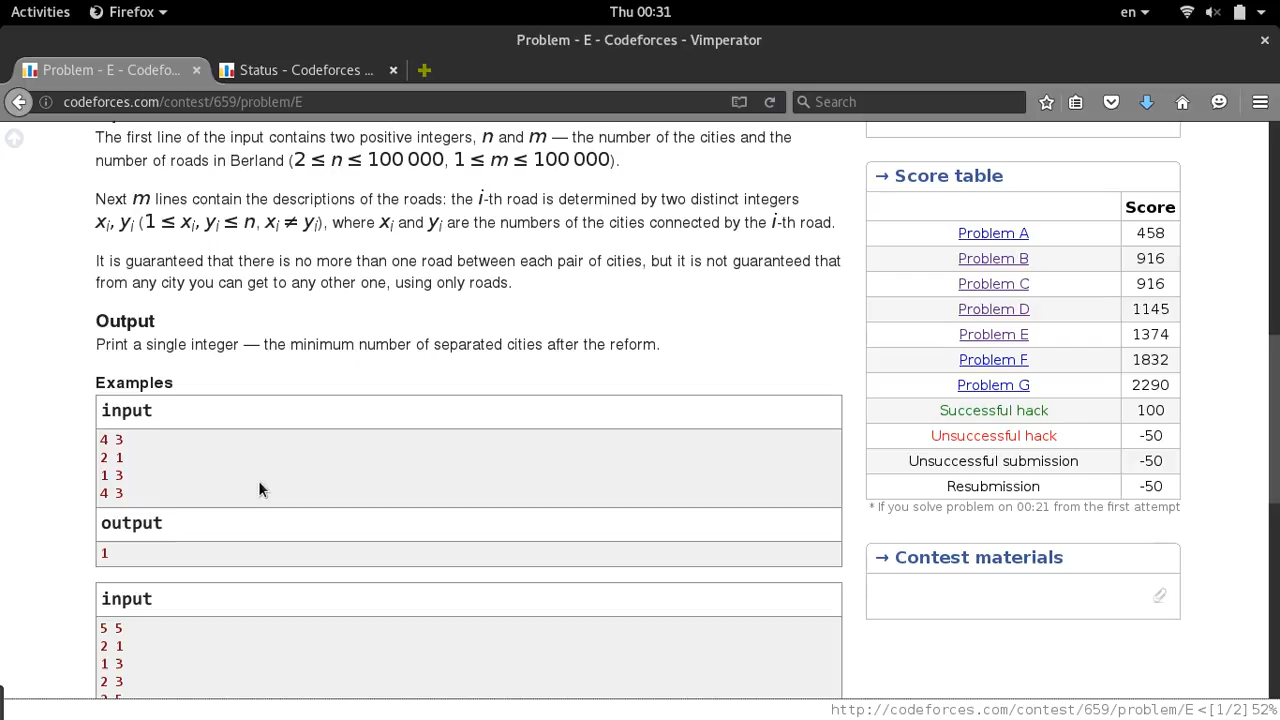 Activities Firefox Thu 00:31 en
Problem - E - Codeforces - Vimperator
Problem - E - Codefo... Status - Codeforces ...
codeforces.com/contest/659/problem/E Search
The first line of the input contains two positive integers, n and m — the number of the cities and the
number of roads in Berland (2 ≤ n ≤ 100 000, 1 ≤ m ≤ 100 000).
Next m lines contain the descriptions of the roads: the i-th road is determined by two distinct integers
xi, yi (1 ≤ xi, yi ≤ n, xi ≠ yi), where xi and yi are the numbers of the cities connected by the i-th road.
It is guaranteed that there is no more than one road between each pair of cities, but it is not guaranteed that
from any city you can get to any other one, using only roads.
Output
Print a single integer — the minimum number of separated cities after the reform.
Examples
input
4 3
2 1
1 3
4 3
output
1
input
5 5
2 1
1 3
2 3
→ Score table
Score
Problem A 458
Problem B 916
Problem C 916
Problem D 1145
Problem E 1374
Problem F 1832
Problem G 2290
Successful hack 100
Unsuccessful hack -50
Unsuccessful submission -50
Resubmission -50
* If you solve problem on 00:21 from the first attempt
→ Contest materials
http://codeforces.com/contest/659/problem/E <[1/2] 52%